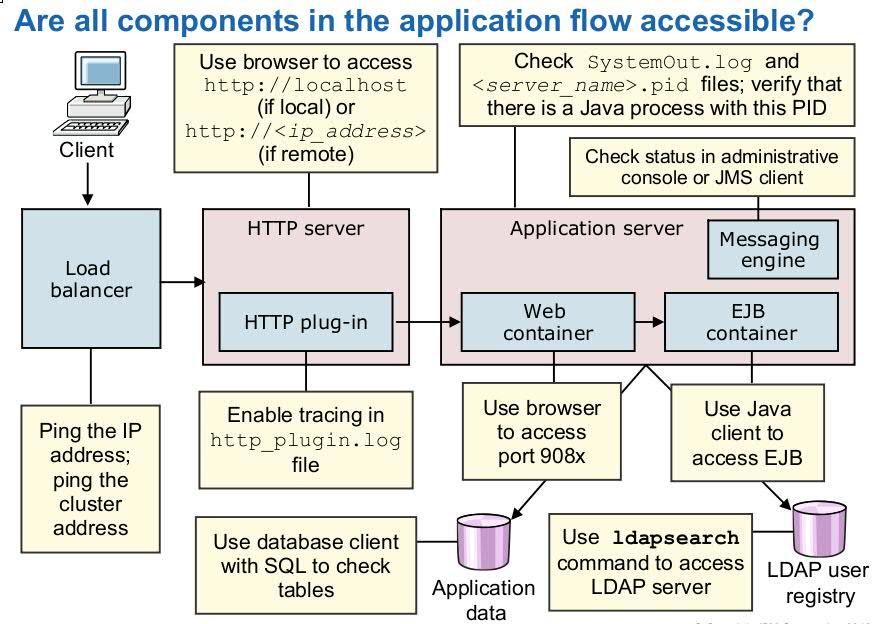 Are all components in the application flow accessible?
Client
Use browser to access
http://localhost
(if local) or
http://<ip_address>
(if remote)
Check SystemOut.log and
<server_name>.pid files; verify that
there is a Java process with this PID
Check status in administrative
console or JMS client
Load
balancer
HTTP server
HTTP plug-in
Application server
Messaging
engine
Web
container
EJB
container
Ping the IP
address;
ping the
cluster
address
Enable tracing in
http_plugin.log
file
Use browser
to access
port 908x
Use Java
client to
access EJB
Use database client
with SQL to check
tables
Application
data
Use ldapsearch
command to access
LDAP server
LDAP user
registry